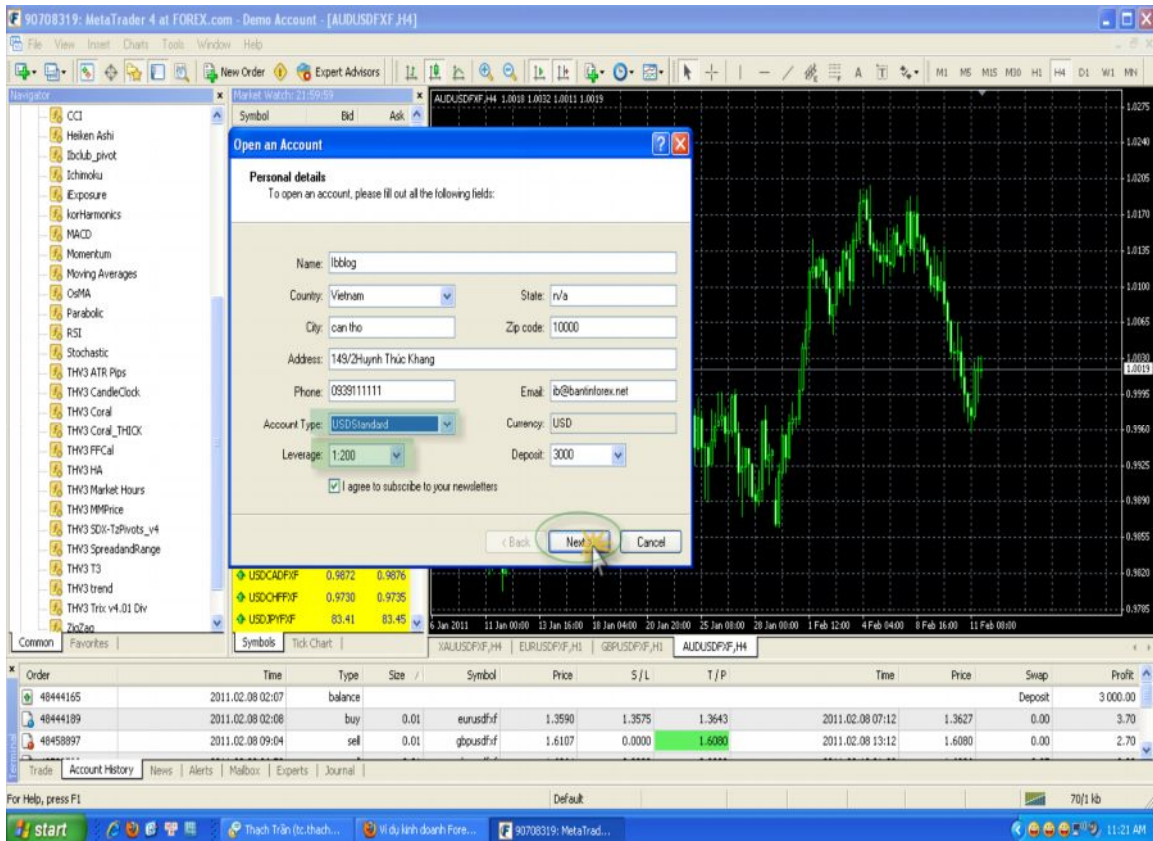 90708319: MetaTrader 4 at FOREX.com - Demo Account - [AUDUSDFXF,H4]
File View Insert Charts Tools Window Help
New Order Expert Advisors A T M1 M5 M15 M30 H1 H4 D1 W1 MN
Navigator
CCI
Heiken Ashi
Ibclub_pivot
Ichimoku
iExposure
korHarmonics
MACD
Momentum
Moving Averages
OsMA
Parabolic
RSI
Stochastic
THV3 ATR Pips
THV3 CandleClock
THV3 Coral
THV3 Coral_THICK
THV3 FFCal
THV3 HA
THV3 Market Hours
THV3 MMPrice
THV3 SDX-TzPivots_v4
THV3 SpreadandRange
THV3 T3
THV3 trend
THV3 Trix v4.01 Div
ZigZag
Common Favorites
Market Watch: 21:59:59
Symbol Bid Ask
USDCADFXF 0.9872 0.9876
USDCHFFXF 0.9730 0.9735
USDJPYFXF 83.41 83.45
Symbols Tick Chart
Open an Account
Personal details
To open an account, please fill out all the following fields:
Name: Ibblog
Country: Vietnam State: n/a
City: can tho Zip code: 10000
Address: 149/2Huynh Thúc Khang
Phone: 0939111111 Email: ib@bantinforex.net
Account Type: USDStandard Currency: USD
Leverage: 1:200 Deposit: 3000
I agree to subscribe to your newsletters
< Back Next > Cancel
AUDUSDFXF,H4 1.0018 1.0032 1.0011 1.0019
1.0275
1.0240
1.0205
1.0170
1.0135
1.0100
1.0065
1.0030
1.0019
0.9995
0.9960
0.9925
0.9890
0.9855
0.9820
0.9785
6 Jan 2011 11 Jan 00:00 13 Jan 16:00 18 Jan 04:00 20 Jan 20:00 25 Jan 08:00 28 Jan 00:00 1 Feb 12:00 4 Feb 04:00 8 Feb 16:00 11 Feb 08:00
XAUUSDFXF,H4 EURUSDFXF,H1 GBPUSDFXF,H1 AUDUSDFXF,H4
Order Time Type Size / Symbol Price S / L T / P Time Price Swap Profit
48444165 2011.02.08 02:07 balance Deposit 3 000.00
48444189 2011.02.08 02:08 buy 0.01 eurusdfxf 1.3590 1.3575 1.3643 2011.02.08 07:12 1.3627 0.00 3.70
48458897 2011.02.08 09:04 sell 0.01 gbpusdfxf 1.6107 0.0000 1.6080 2011.02.08 13:12 1.6080 0.00 2.70
Terminal
Trade Account History News Alerts Mailbox Experts Journal
For Help, press F1 Default 70/1 kb
start Thach Trân (tc.thach... Ví dụ kinh doanh Fore... 90708319: MetaTrad... 11:21 AM